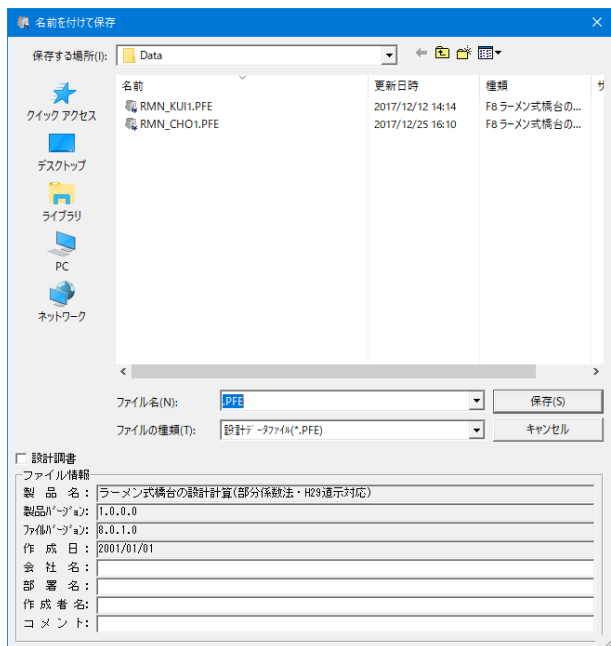 名前を付けて保存
保存する場所(I):
Data
クイック アクセス
デスクトップ
ライブラリ
PC
ネットワーク
名前 更新日時 種類 サ
RMN_KUI1.PFE 2017/12/12 14:14 F8 ラーメン式橋台の...
RMN_CHO1.PFE 2017/12/25 16:10 F8 ラーメン式橋台の...
ファイル名(N): .PFE 保存(S)
ファイルの種類(T): 設計ﾃﾞｰﾀﾌｧｲﾙ(*.PFE) キャンセル
設計調書
ファイル情報
製 品 名: ラーメン式橋台の設計計算(部分係数法・H29道示対応)
製品ﾊﾞｰｼﾞｮﾝ: 1.0.0.0
ﾌｧｲﾙﾊﾞｰｼﾞｮﾝ: 8.0.1.0
作 成 日: 2001/01/01
会 社 名:
部 署 名:
作 成 者 名:
コ メ ン ト: